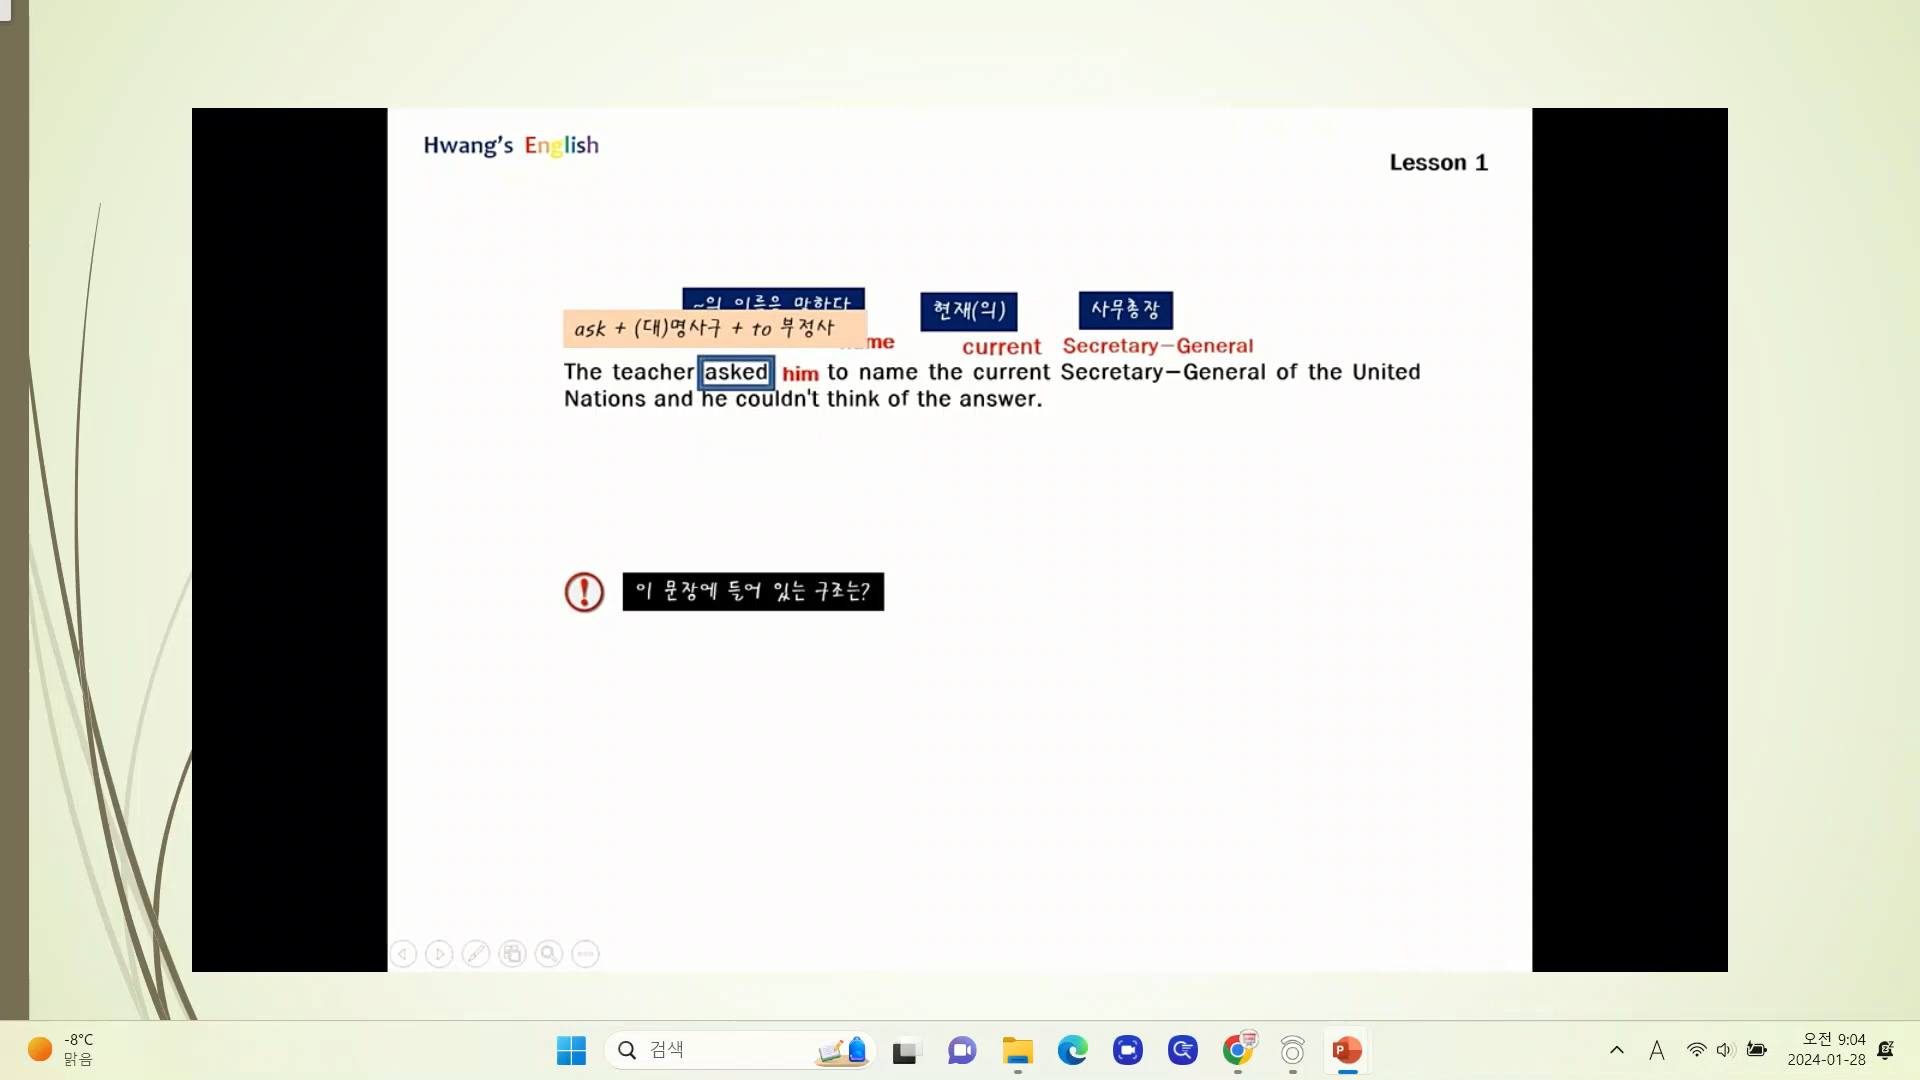 Hwang's English
Lesson 1
~의 이름을 말하다
현재(의)
사무총장
ask + (대)명사구 + to 부정사
me
current
Secretary-General
The teacher asked him to name the current Secretary-General of the United
Nations and he couldn't think of the answer.
이 문장에 들어 있는 구조는?
-8°C
맑음
검색
A
오전 9:04
2024-01-28